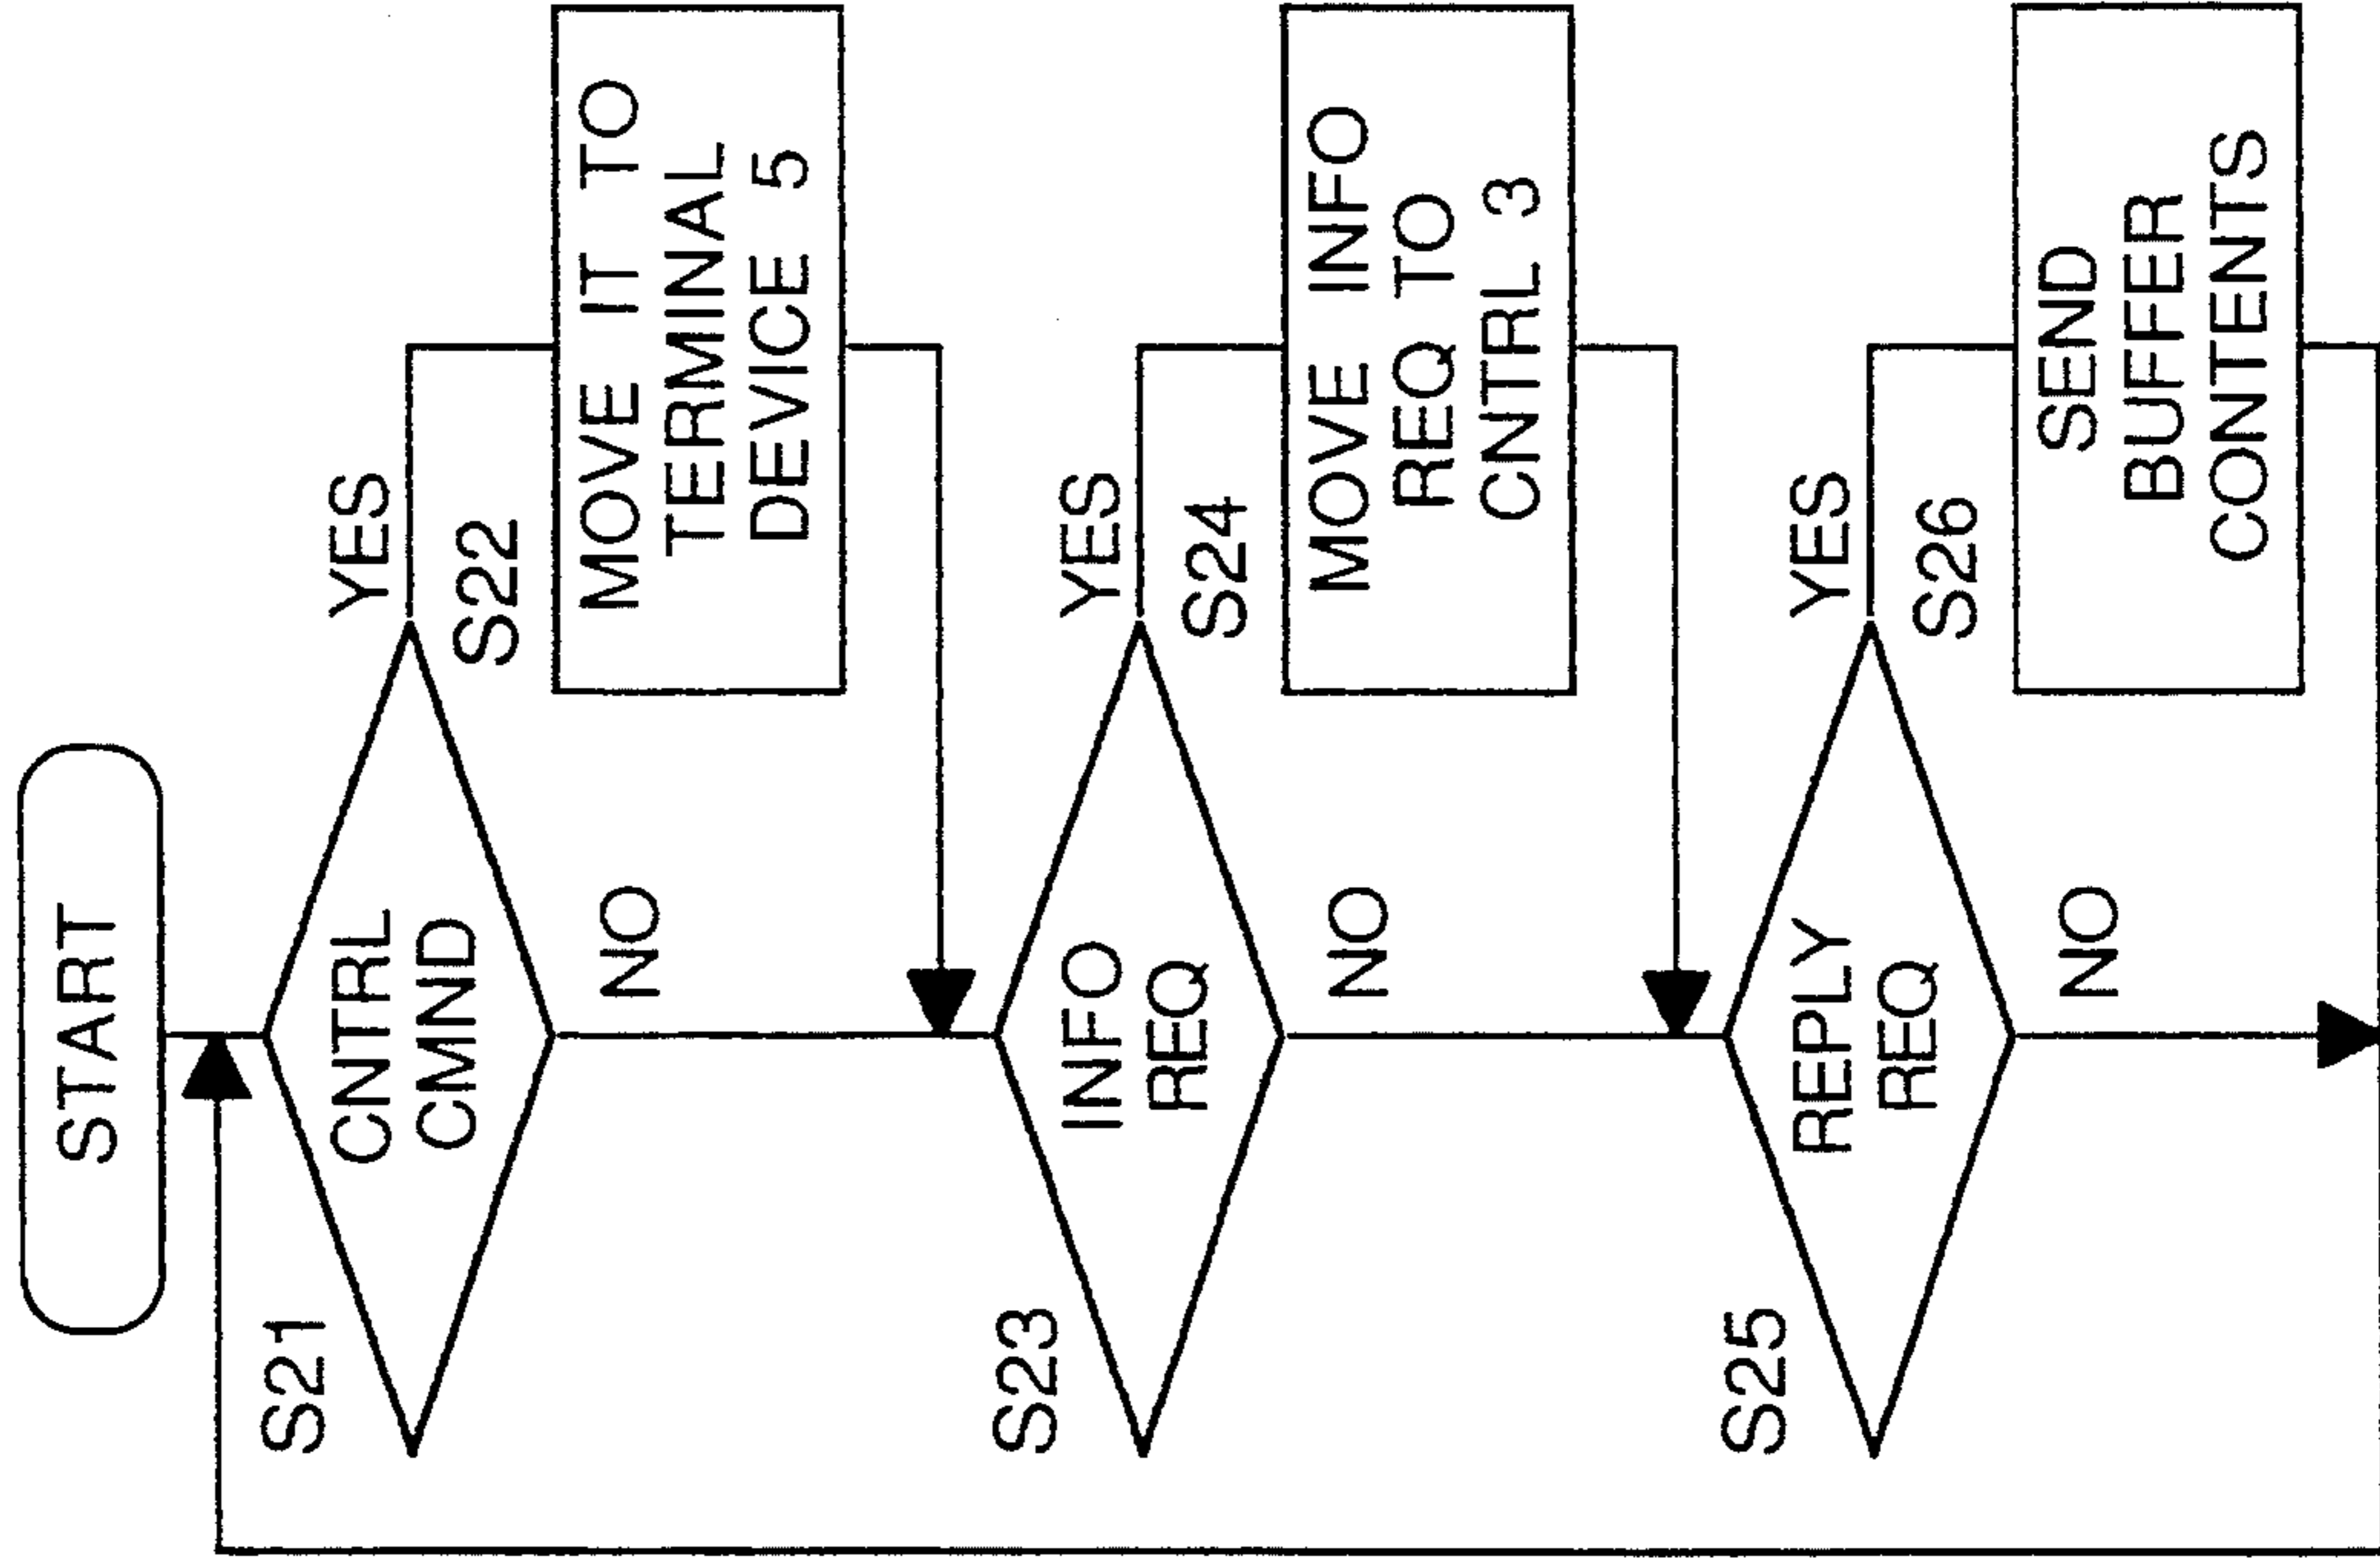 START
S21
CNTRL
CMND
YES
S22
MOVE IT TO
TERMINAL
DEVICE 5
NO
S23
INFO
REQ
YES
S24
MOVE INFO
REQ TO
CNTRL 3
NO
S25
REPLY
REQ
YES
S26
SEND
BUFFER
CONTENTS
NO